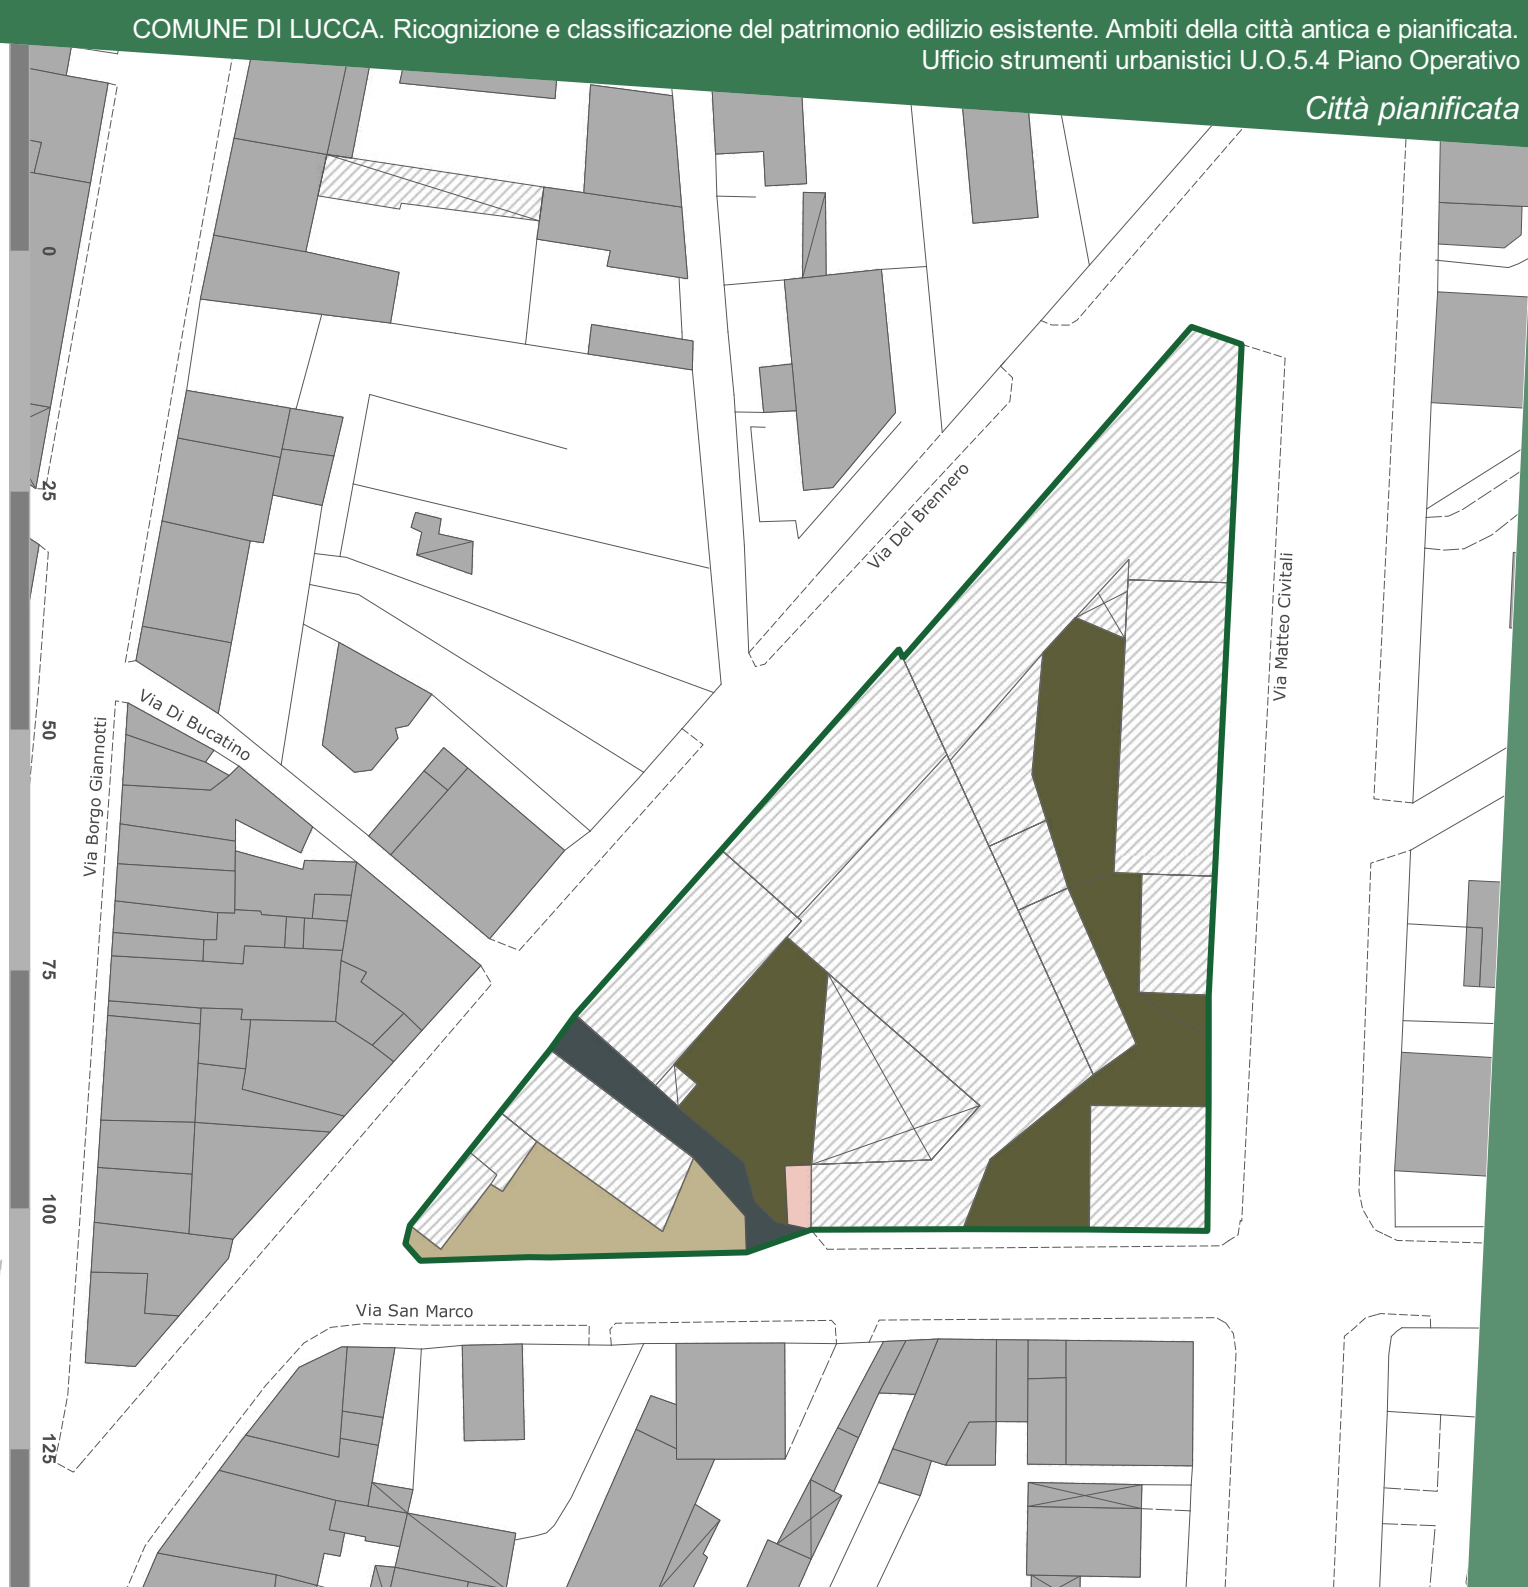 COMUNE DI LUCCA. Ricognizione e classificazione del patrimonio edilizio esistente. Ambiti della città antica e pianificata.
Ufficio strumenti urbanistici U.O.5.4 Piano Operativo
Città pianificata
0
25
50
75
100
125
Via Del Brennero
Via Matteo Civitali
Via Di Bucatino
Via Borgo Giannotti
Via San Marco